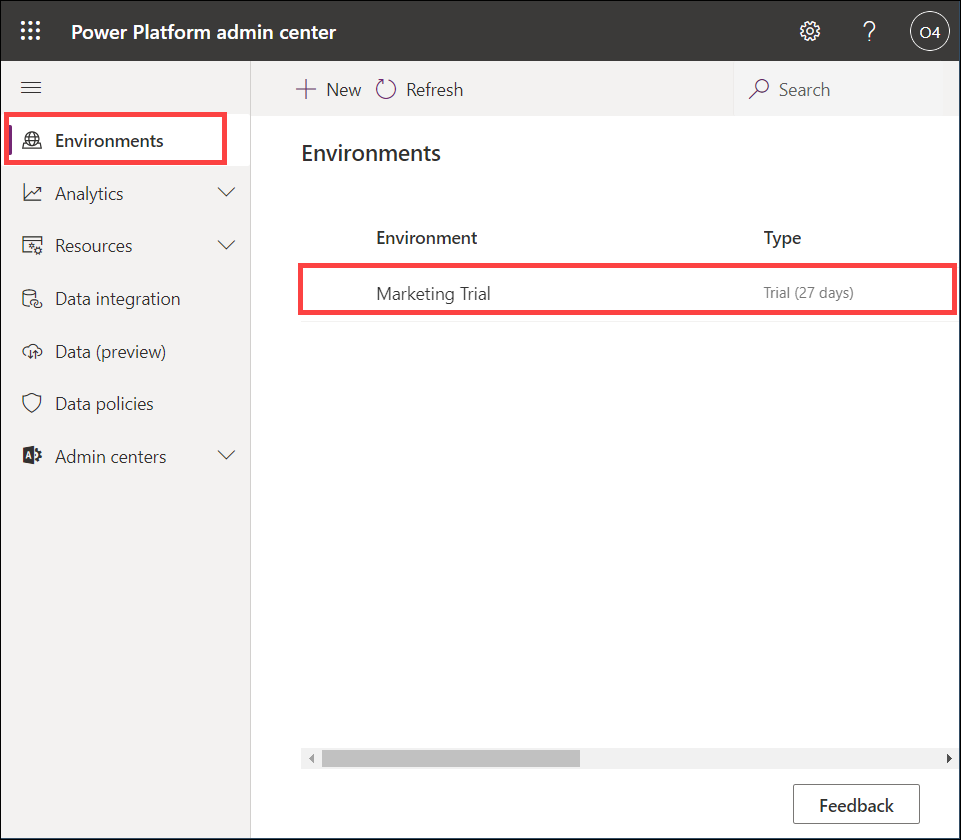 Power Platform admin center
?
O4
New
Refresh
Search
Environments
Analytics
Resources
Data integration
Data (preview)
Data policies
Admin centers
Environments
Environment
Type
Marketing Trial
Trial (27 days)
Feedback